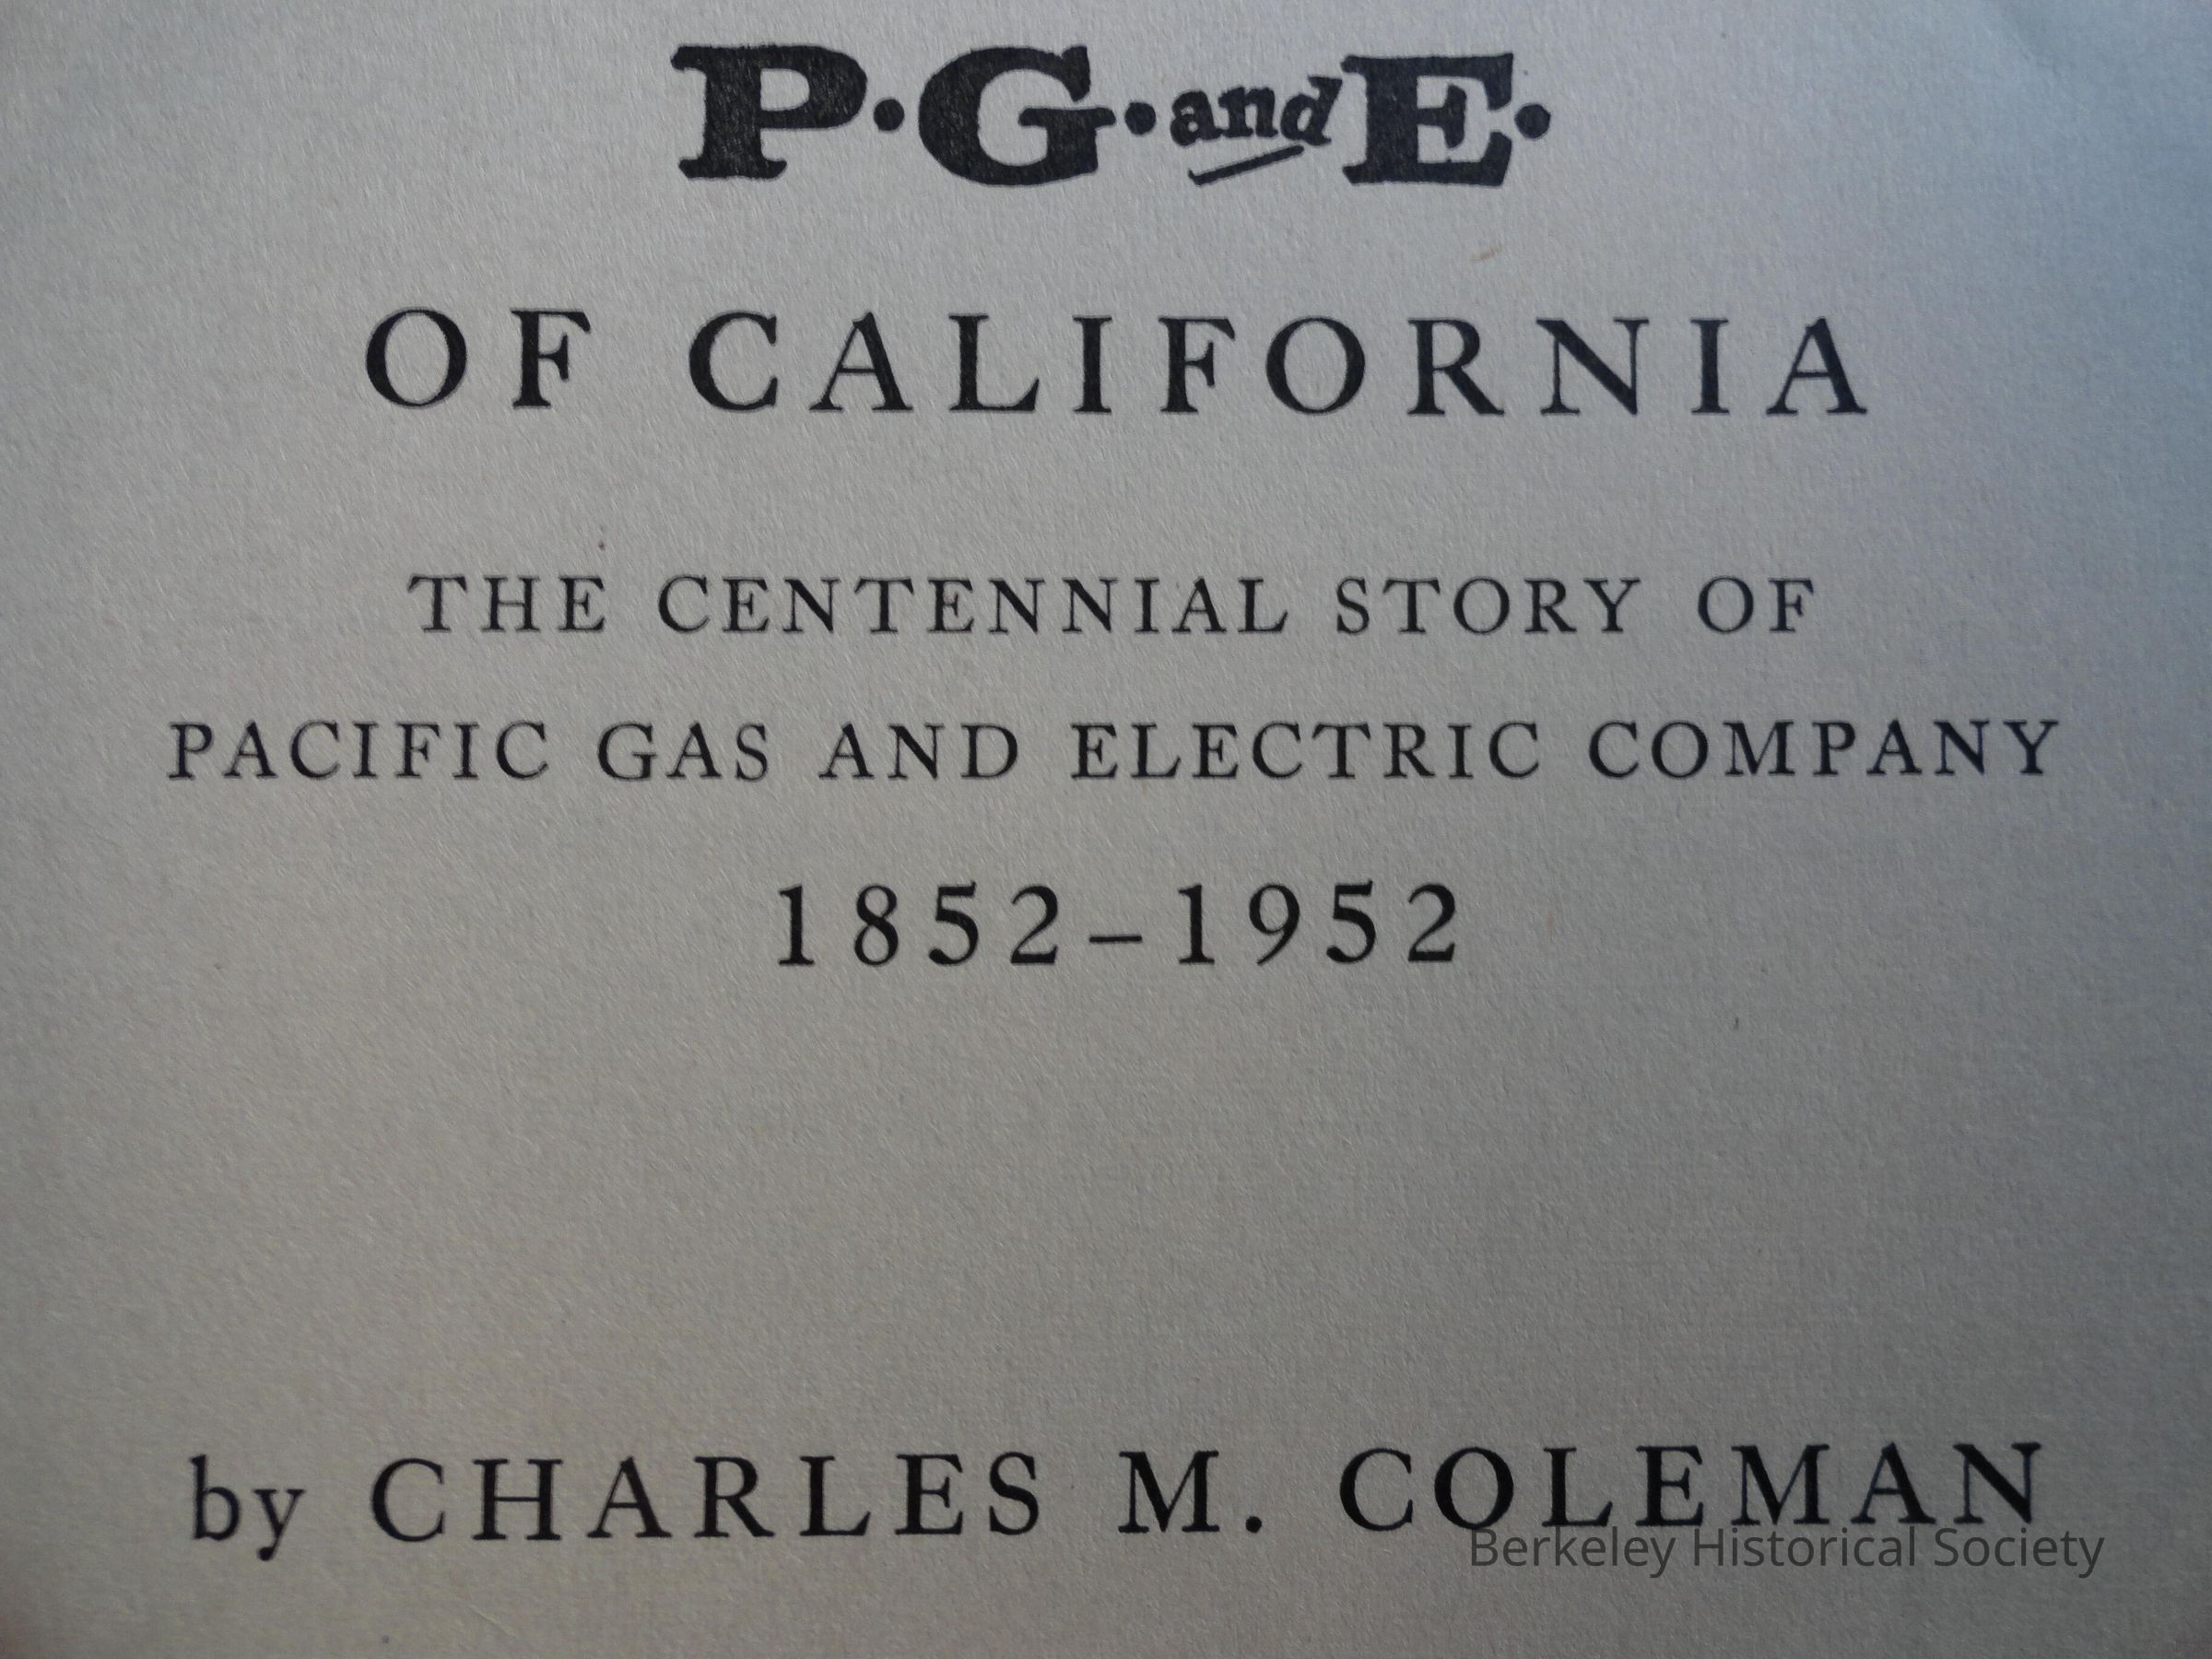 P·G·and E·
OF CALIFORNIA
THE CENTENNIAL STORY OF
PACIFIC GAS AND ELECTRIC COMPANY
1852–1952
by CHARLES M. COLEMAN
Berkeley Historical Society